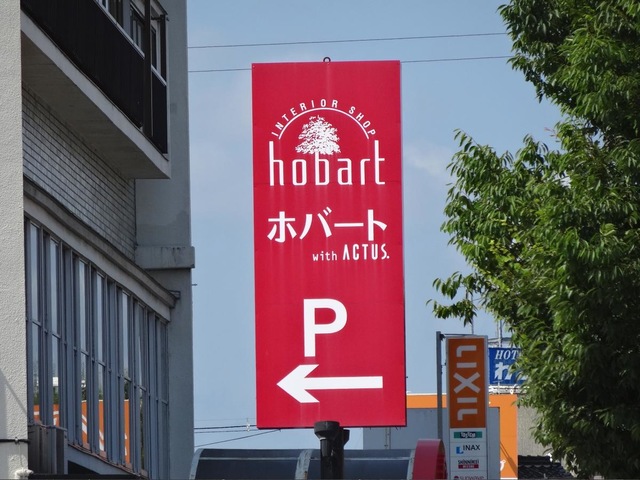 INTERIOR SHOP
hobart
ホバート
with ACTUS.
P
LIXIL
INAX
HOT